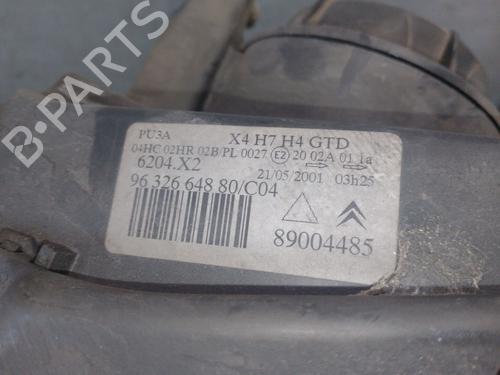 B-PARTS
PU3A
X4 H7 H4 GTD
04HC 02HR 02B/PL 0027 E2 20 02A 01 1a
6204.X2
21/05/2001 03h25
96 326 648 80/C04
89004485